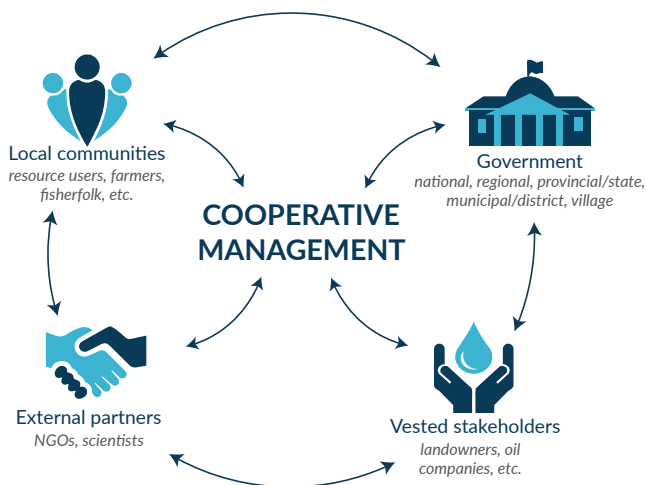 Local communities
resource users, farmers,
fisherfolk, etc.
Government
national, regional, provincial/state,
municipal/district, village
COOPERATIVE
MANAGEMENT
External partners
NGOs, scientists
Vested stakeholders
landowners, oil
companies, etc.